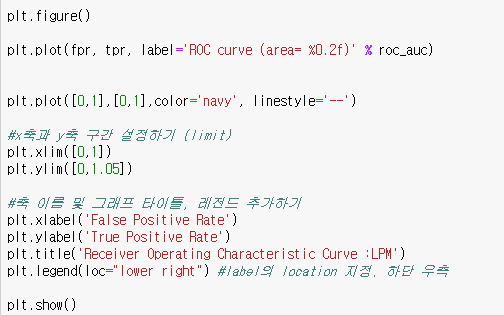 plt.figure()
plt.plot(fpr, tpr, label='ROC curve (area= %0.2f)' % roc_auc)
plt.plot([0,1],[0,1],color='navy', linestyle='--')
#x축과 y축 구간 설정하기 (limit)
plt.xlim([0,1])
plt.ylim([0,1.05])
#축 이름 및 그래프 타이틀, 레전드 추가하기
plt.xlabel('False Positive Rate')
plt.ylabel('True Positive Rate')
plt.title('Receiver Operating Characteristic Curve :LPM')
plt.legend(loc="lower right") #label의 location 지정, 하단 우측
plt.show()